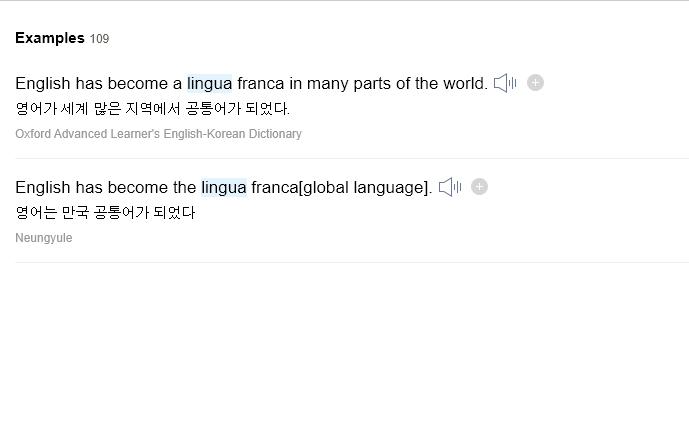 Examples 109
English has become a lingua franca in many parts of the world.
영어가 세계 많은 지역에서 공통어가 되었다.
Oxford Advanced Learner's English-Korean Dictionary
English has become the lingua franca[global language].
영어는 만국 공통어가 되었다
Neungyule